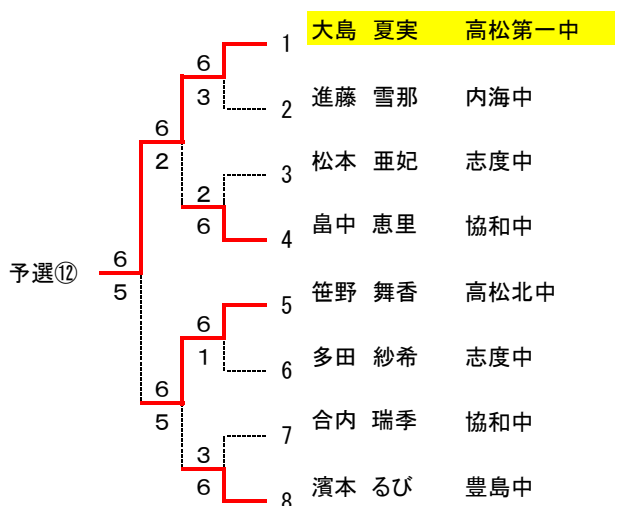 1 大島 夏実 高松第一中
6
3
2 進藤 雪那 内海中
6
2
3 松本 亜妃 志度中
2
6
4 畠中 恵里 協和中
予選⑫
6
5
5 笹野 舞香 高松北中
6
1
6 多田 紗希 志度中
6
5
7 合内 瑞季 協和中
3
6
8 濱本 るび 豊島中